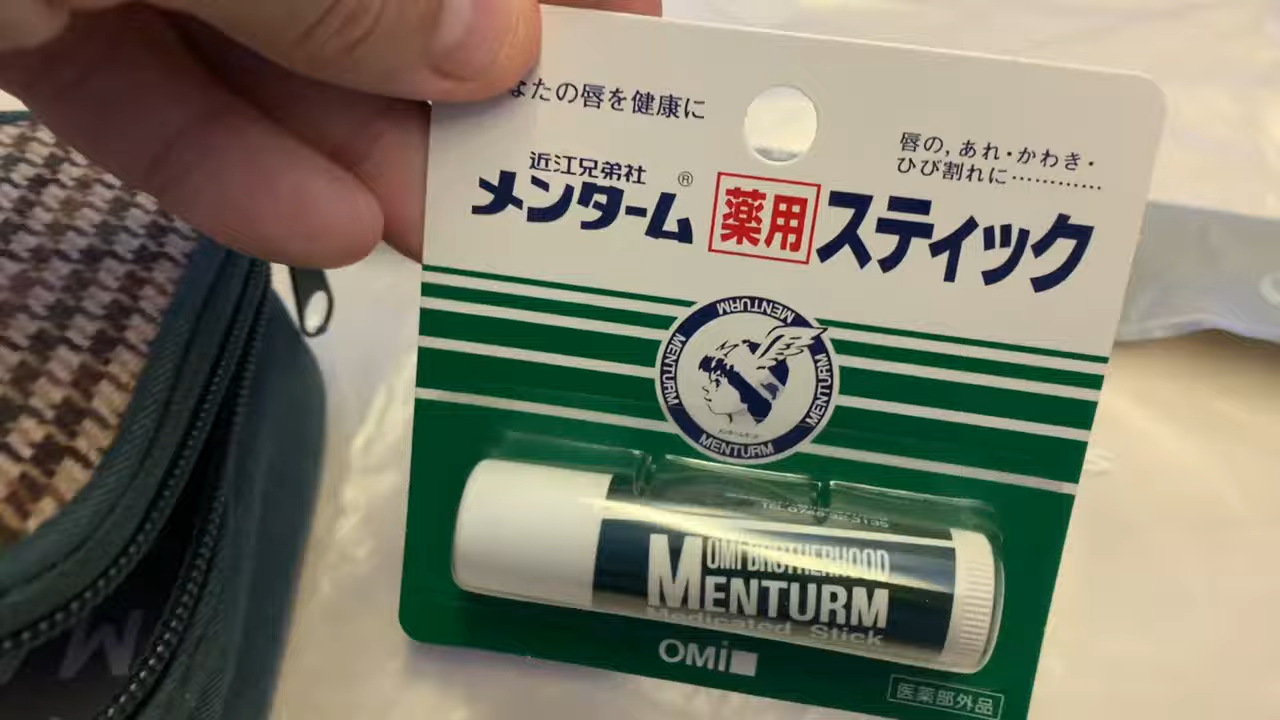 なたの唇を健康に
唇の,あれ・かわき・
ひび割れに…………
近江兄弟社
メンターム® 薬用 スティック
MENTURM
MENTURM
MENTURM
MENTURM
OMI BROTHERHOOD
MENTURM
Medicated Stick
OMI
医薬部外品